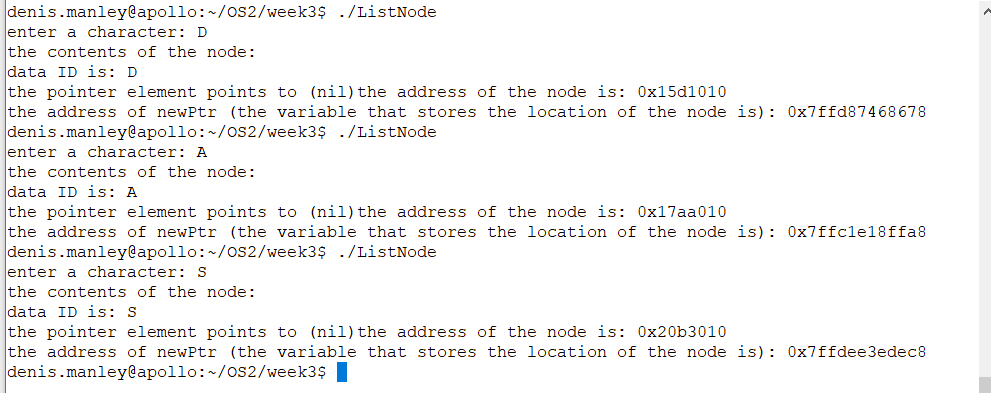 denis.manley@apollo:~/OS2/week3$ ./ListNode
enter a character: D
the contents of the node:
data ID is: D
the pointer element points to (nil)the address of the node is: 0x15d1010
the address of newPtr (the variable that stores the location of the node is): 0x7ffd87468678
denis.manley@apollo:~/OS2/week3$ ./ListNode
enter a character: A
the contents of the node:
data ID is: A
the pointer element points to (nil)the address of the node is: 0x17aa010
the address of newPtr (the variable that stores the location of the node is): 0x7ffc1e18ffa8
denis.manley@apollo:~/OS2/week3$ ./ListNode
enter a character: S
the contents of the node:
data ID is: S
the pointer element points to (nil)the address of the node is: 0x20b3010
the address of newPtr (the variable that stores the location of the node is): 0x7ffdee3edec8
denis.manley@apollo:~/OS2/week3$